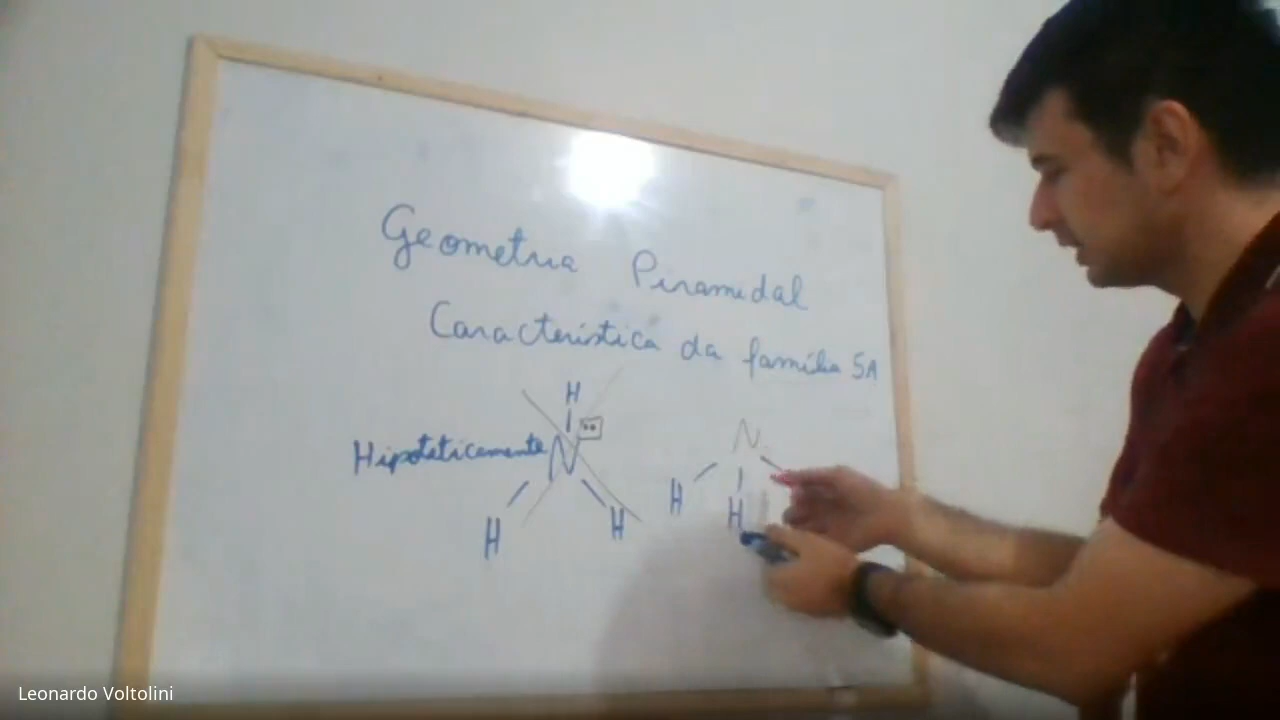 Geometria Piramidal
Característica da família 5A
H
Hipoteticamente N
H H
N
H H
Leonardo Voltolini